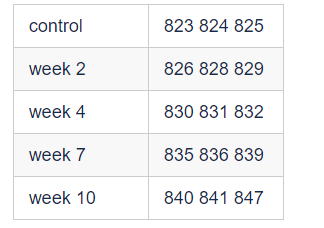 control 823 824 825
week 2 826 828 829
week 4 830 831 832
week 7 835 836 839
week 10 840 841 847